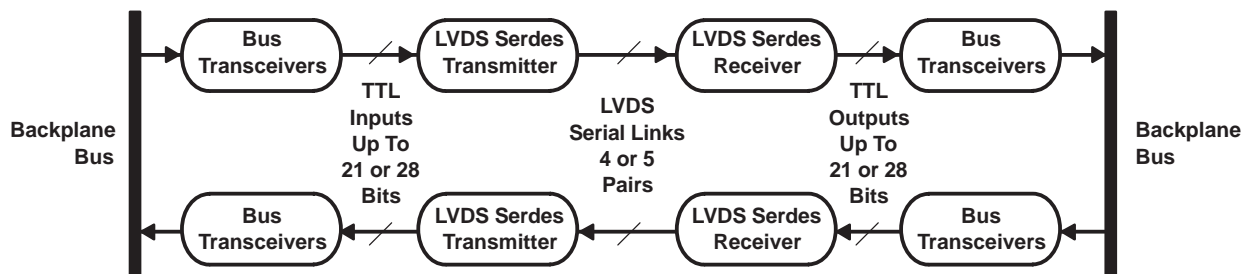 Bus
Transceivers
LVDS Serdes
Transmitter
LVDS Serdes
Receiver
Bus
Transceivers
Backplane
Bus
TTL
Inputs
Up To
21 or 28
Bits
LVDS
Serial Links
4 or 5
Pairs
TTL
Outputs
Up To
21 or 28
Bits
Backplane
Bus
Bus
Transceivers
LVDS Serdes
Transmitter
LVDS Serdes
Receiver
Bus
Transceivers